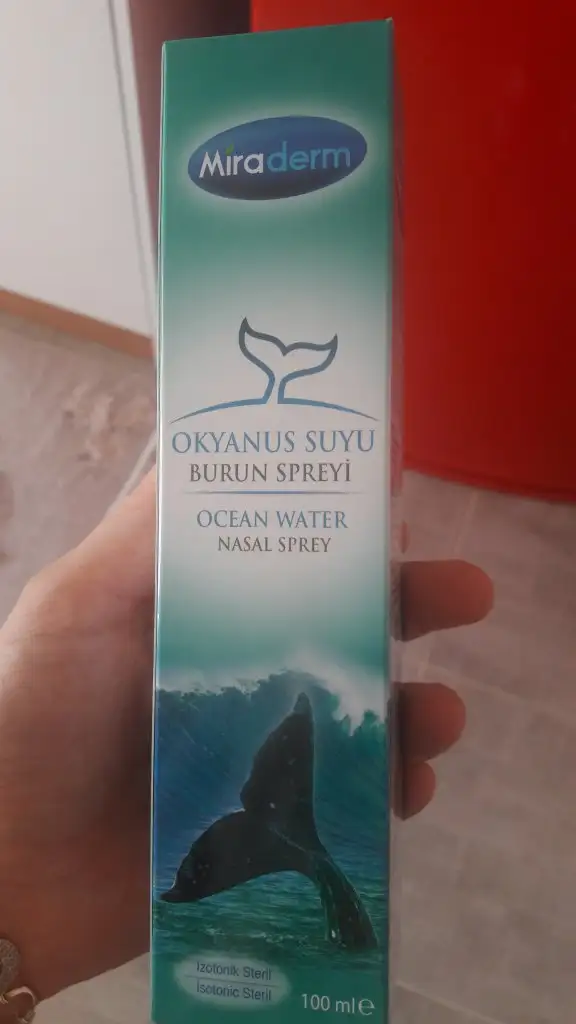 Miraderm
OKYANUS SUYU
BURUN SPREYİ
OCEAN WATER
NASAL SPREY
İzotonik Steril
Isotonic Steril
100 ml e